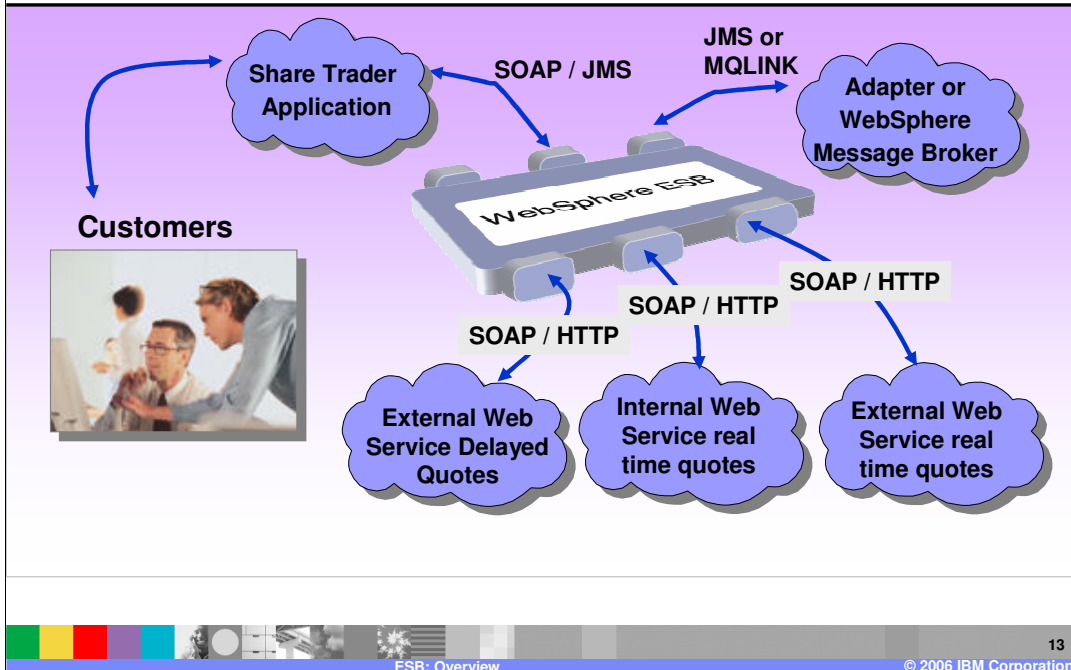 Share Trader
Application
SOAP / JMS
JMS or
MQLINK
Adapter or
WebSphere
Message Broker
WebSphere ESB
Customers
SOAP / HTTP
SOAP / HTTP
SOAP / HTTP
External Web
Service Delayed
Quotes
Internal Web
Service real
time quotes
External Web
Service real
time quotes
13
ESB: Overview
© 2006 IBM Corporation